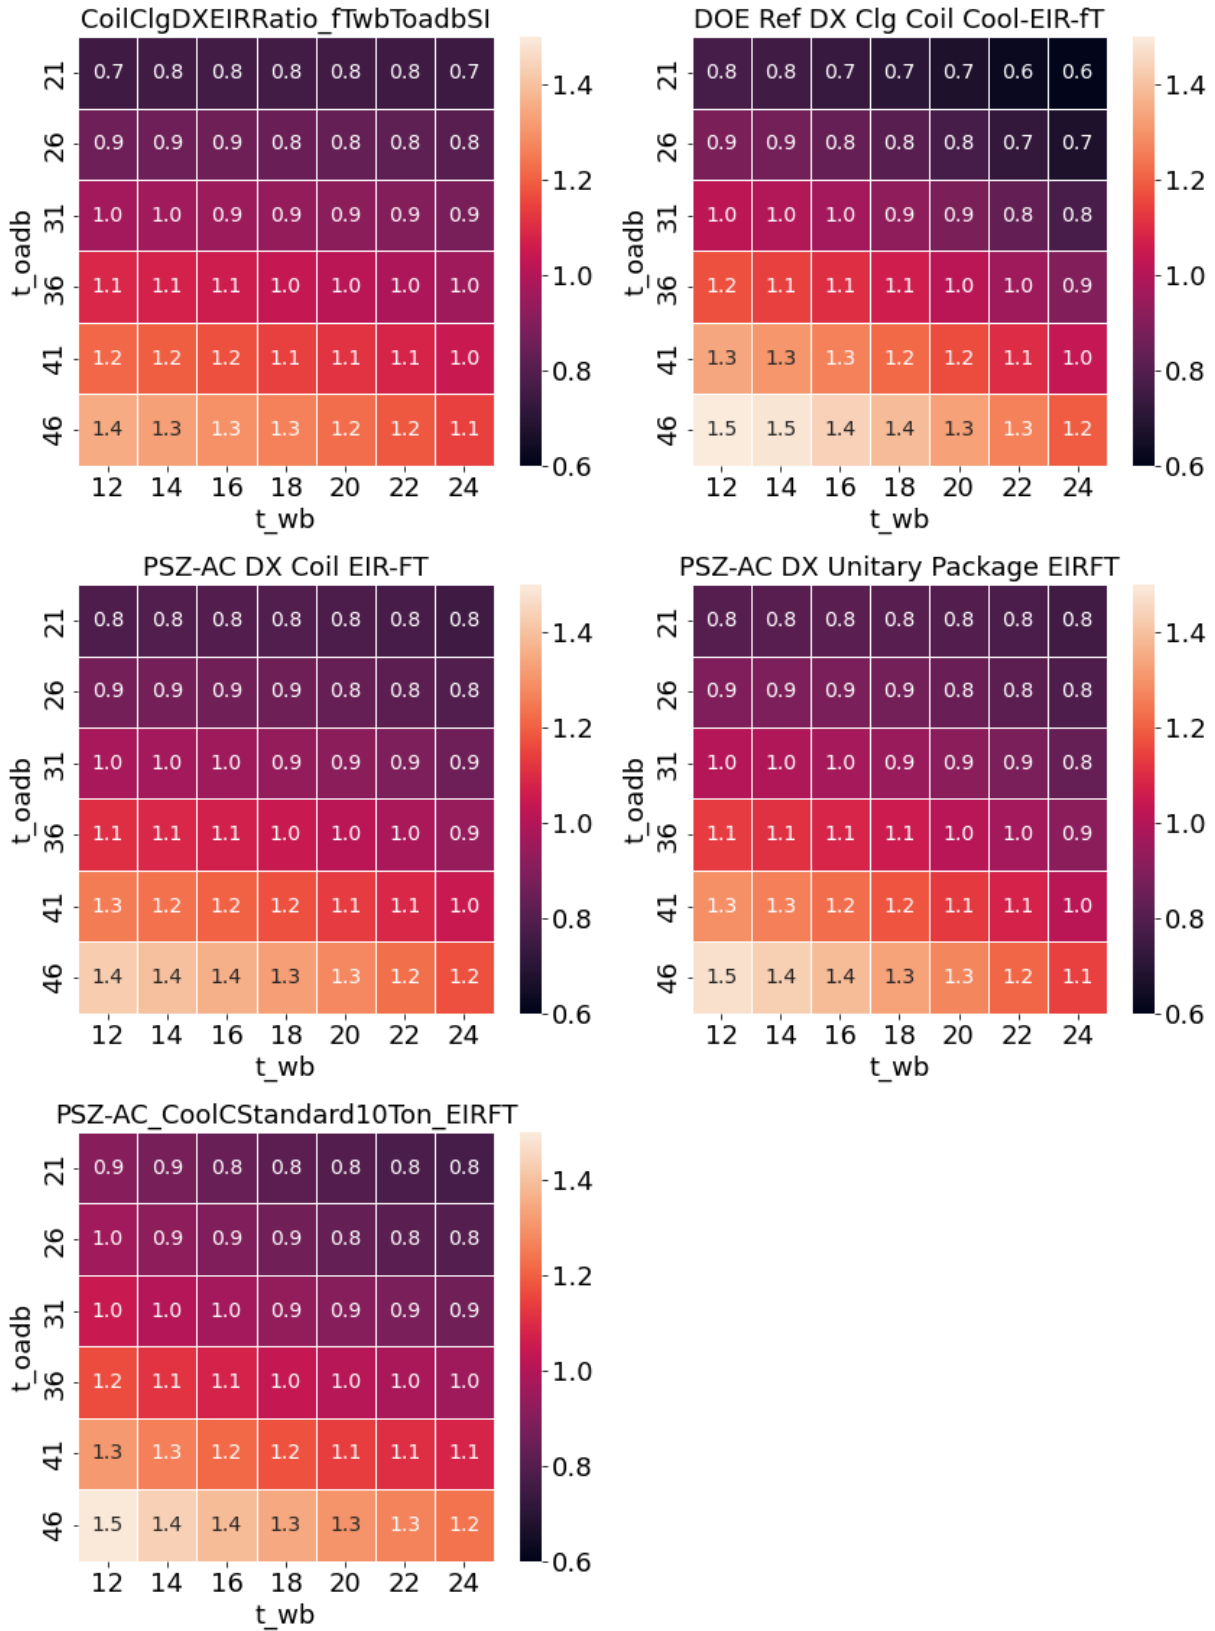 CoilClgDXEIRRatio_fTwbToadbSI
t_oadb
21 0.7 0.8 0.8 0.8 0.8 0.8 0.7
26 0.9 0.9 0.9 0.8 0.8 0.8 0.8
31 1.0 1.0 0.9 0.9 0.9 0.9 0.9
36 1.1 1.1 1.1 1.0 1.0 1.0 1.0
41 1.2 1.2 1.2 1.1 1.1 1.1 1.0
46 1.4 1.3 1.3 1.3 1.2 1.2 1.1
12 14 16 18 20 22 24
t_wb
1.4
1.2
1.0
0.8
0.6
DOE Ref DX Clg Coil Cool-EIR-fT
t_oadb
21 0.8 0.8 0.7 0.7 0.7 0.6 0.6
26 0.9 0.9 0.8 0.8 0.8 0.7 0.7
31 1.0 1.0 1.0 0.9 0.9 0.8 0.8
36 1.2 1.1 1.1 1.1 1.0 1.0 0.9
41 1.3 1.3 1.3 1.2 1.2 1.1 1.0
46 1.5 1.5 1.4 1.4 1.3 1.3 1.2
12 14 16 18 20 22 24
t_wb
1.4
1.2
1.0
0.8
0.6
PSZ-AC DX Coil EIR-FT
t_oadb
21 0.8 0.8 0.8 0.8 0.8 0.8 0.8
26 0.9 0.9 0.9 0.9 0.8 0.8 0.8
31 1.0 1.0 1.0 0.9 0.9 0.9 0.9
36 1.1 1.1 1.1 1.0 1.0 1.0 0.9
41 1.3 1.2 1.2 1.2 1.1 1.1 1.0
46 1.4 1.4 1.4 1.3 1.3 1.2 1.2
12 14 16 18 20 22 24
t_wb
1.4
1.2
1.0
0.8
0.6
PSZ-AC DX Unitary Package EIRFT
t_oadb
21 0.8 0.8 0.8 0.8 0.8 0.8 0.8
26 0.9 0.9 0.9 0.9 0.8 0.8 0.8
31 1.0 1.0 1.0 0.9 0.9 0.9 0.8
36 1.1 1.1 1.1 1.1 1.0 1.0 0.9
41 1.3 1.3 1.2 1.2 1.1 1.1 1.0
46 1.5 1.4 1.4 1.3 1.3 1.2 1.1
12 14 16 18 20 22 24
t_wb
1.4
1.2
1.0
0.8
0.6
PSZ-AC_CoolCStandard10Ton_EIRFT
t_oadb
21 0.9 0.9 0.8 0.8 0.8 0.8 0.8
26 1.0 0.9 0.9 0.9 0.8 0.8 0.8
31 1.0 1.0 1.0 0.9 0.9 0.9 0.9
36 1.2 1.1 1.1 1.0 1.0 1.0 1.0
41 1.3 1.3 1.2 1.2 1.1 1.1 1.1
46 1.5 1.4 1.4 1.3 1.3 1.3 1.2
12 14 16 18 20 22 24
t_wb
1.4
1.2
1.0
0.8
0.6